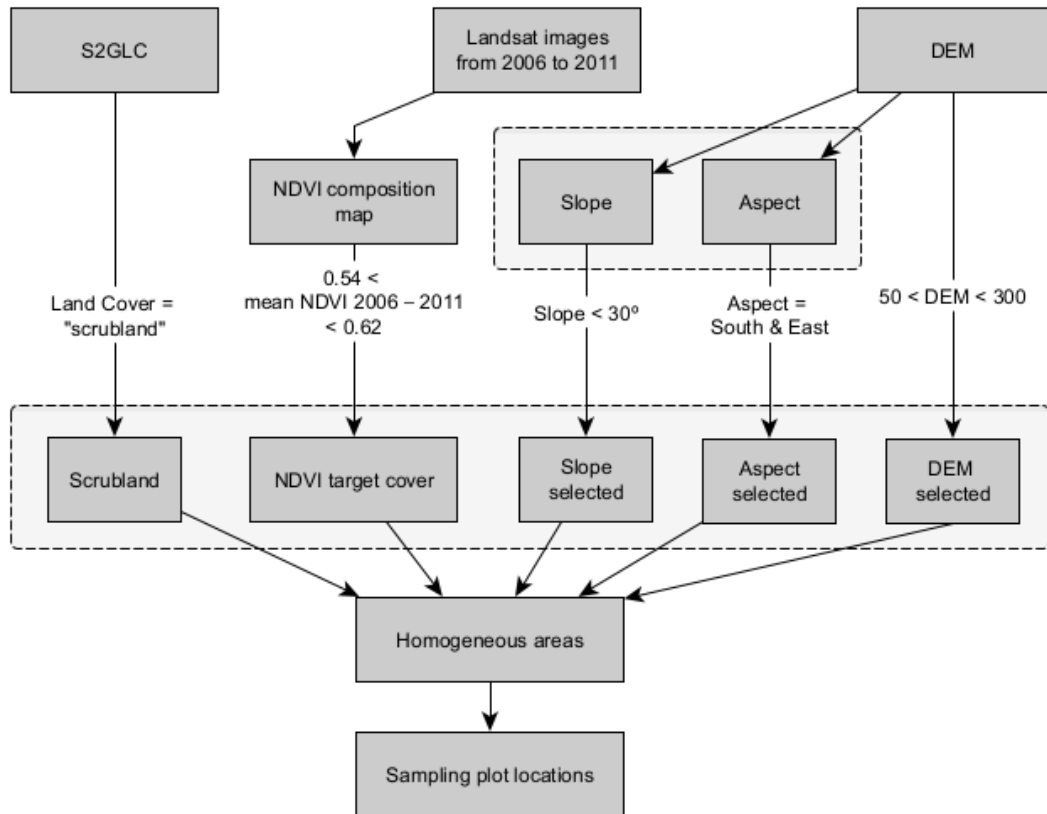 S2GLC
Landsat images
from 2006 to 2011
DEM
NDVI composition
map
Slope
Aspect
Land Cover =
"scrubland"
0.54 <
mean NDVI 2006 – 2011
< 0.62
Slope < 30º
Aspect =
South & East
50 < DEM < 300
Scrubland
NDVI target cover
Slope
selected
Aspect
selected
DEM
selected
Homogeneous areas
Sampling plot locations